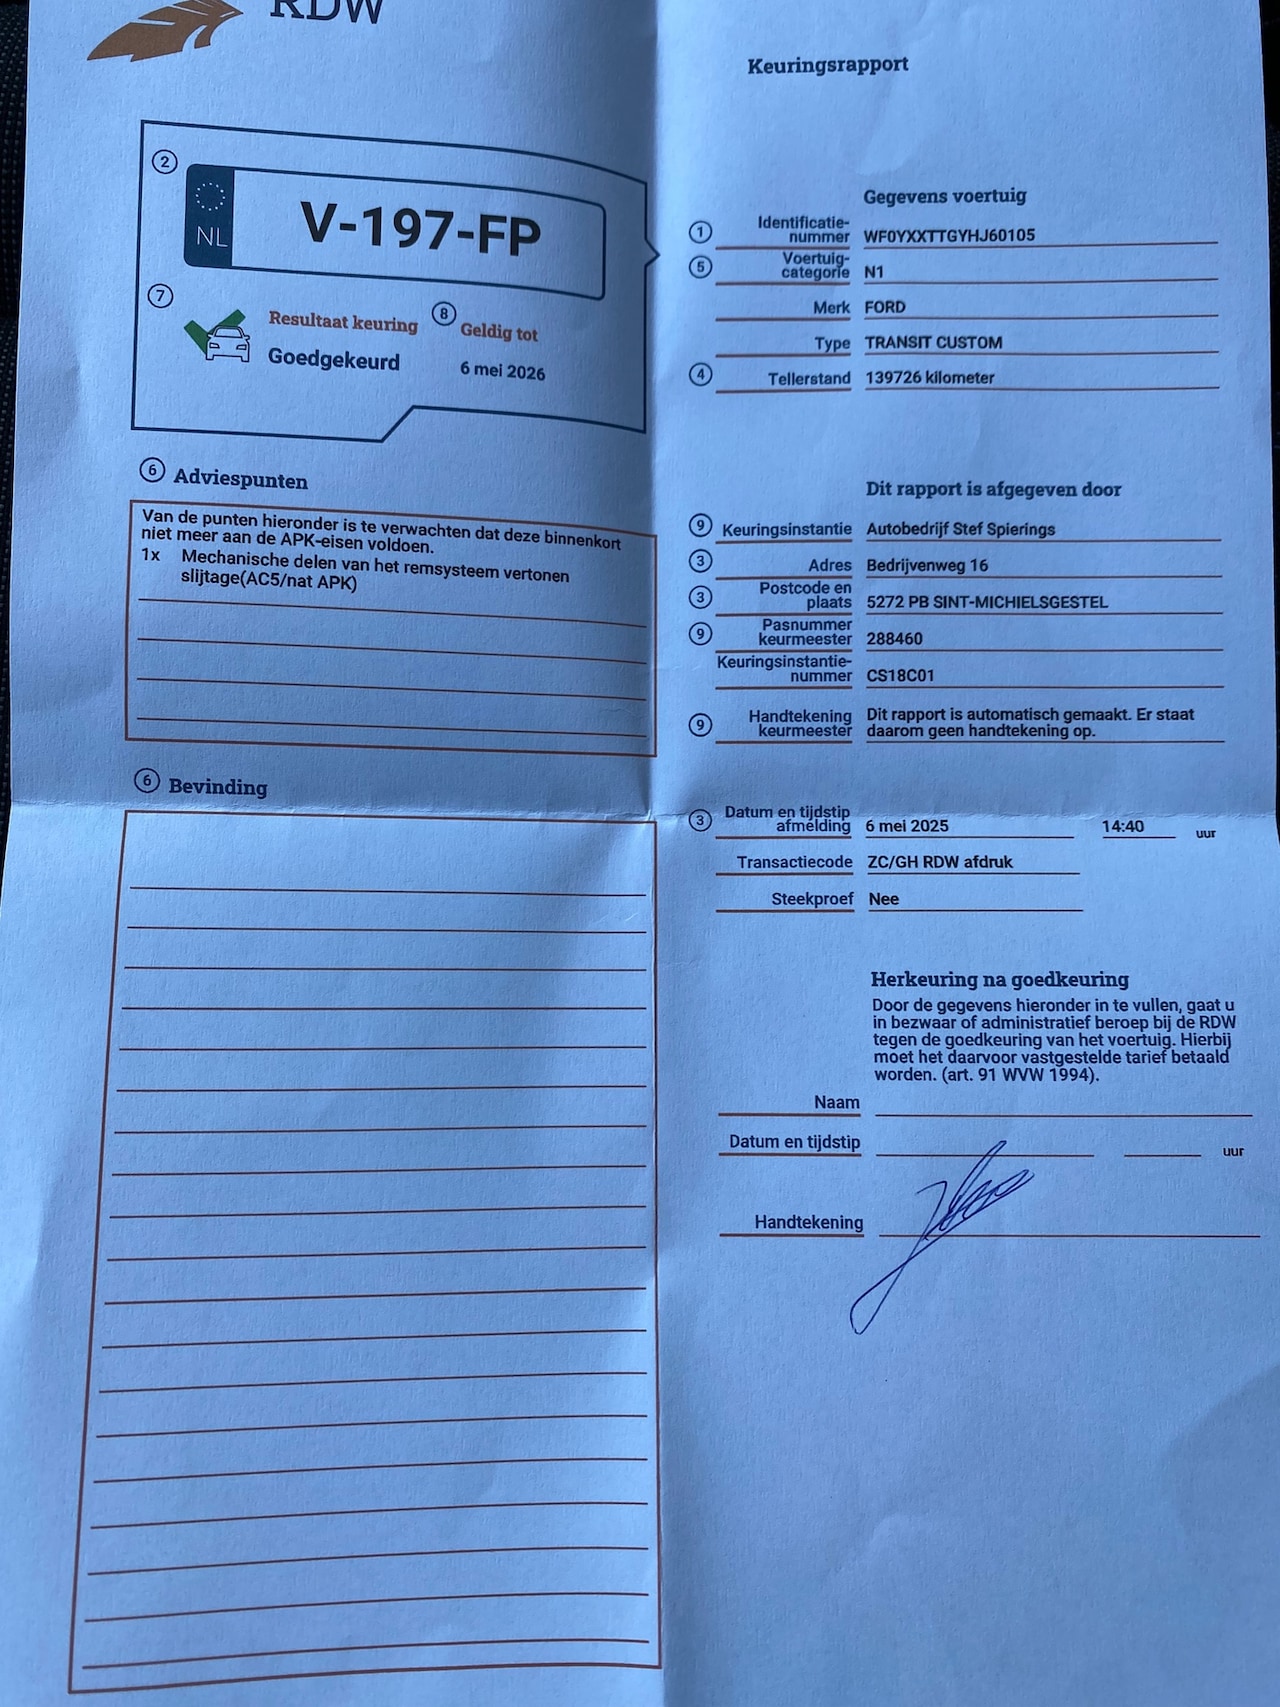 RDW
Keuringsrapport
2
NL
V-197-FP
7
Resultaat keuring
Goedgekeurd
8
Geldig tot
6 mei 2026
6 Adviespunten
Van de punten hieronder is te verwachten dat deze binnenkort
niet meer aan de APK-eisen voldoen.
1x Mechanische delen van het remsysteem vertonen
slijtage(AC5/nat APK)
6 Bevinding
Gegevens voertuig
1 Identificatie-
nummer WF0YXXTTGYHJ60105
5 Voertuig-
categorie N1
Merk FORD
Type TRANSIT CUSTOM
4 Tellerstand 139726 kilometer
Dit rapport is afgegeven door
9 Keuringsinstantie Autobedrijf Stef Spierings
3 Adres Bedrijvenweg 16
3 Postcode en
plaats 5272 PB SINT-MICHIELSGESTEL
9 Pasnummer
keurmeester 288460
Keuringsinstantie-
nummer CS18C01
9 Handtekening Dit rapport is automatisch gemaakt. Er staat
keurmeester daarom geen handtekening op.
3 Datum en tijdstip
afmelding 6 mei 2025 14:40 uur
Transactiecode ZC/GH RDW afdruk
Steekproef Nee
Herkeuring na goedkeuring
Door de gegevens hieronder in te vullen, gaat u
in bezwaar of administratief beroep bij de RDW
tegen de goedkeuring van het voertuig. Hierbij
moet het daarvoor vastgestelde tarief betaald
worden. (art. 91 WVW 1994).
Naam
Datum en tijdstip uur
Handtekening